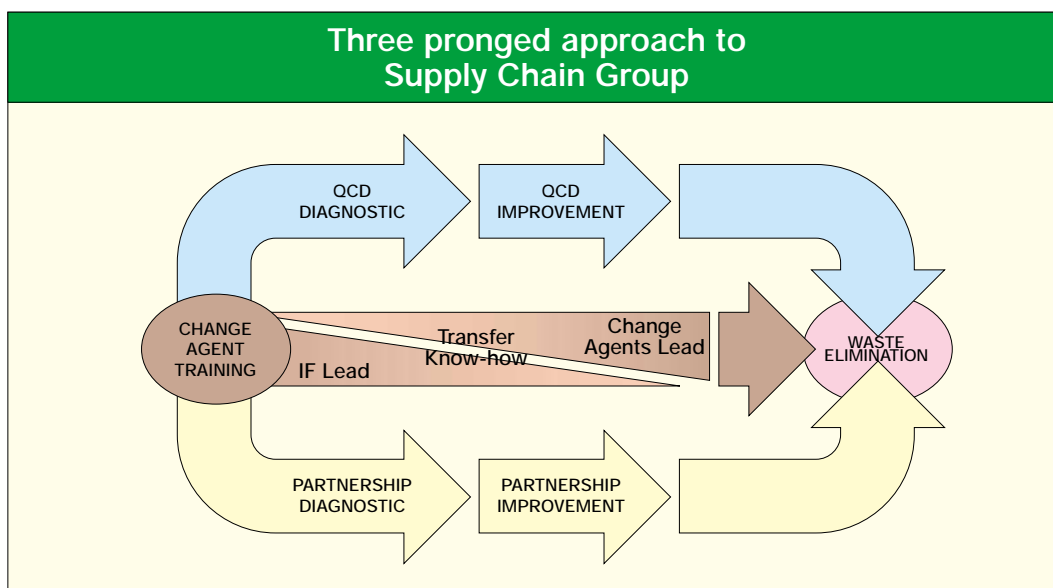 Three pronged approach to
Supply Chain Group
QCD
DIAGNOSTIC
QCD
IMPROVEMENT
CHANGE
AGENT
TRAINING
IF Lead
Transfer
Know-how
Change
Agents Lead
WASTE
ELIMINATION
PARTNERSHIP
DIAGNOSTIC
PARTNERSHIP
IMPROVEMENT